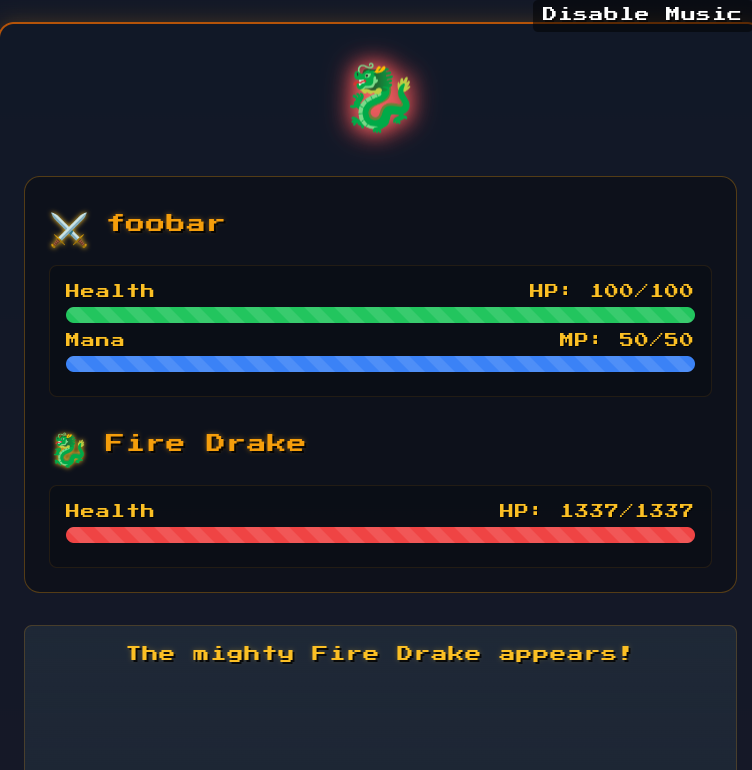 Disable Music
foobar
Health HP: 100/100
Mana MP: 50/50
Fire Drake
Health HP: 1337/1337
The mighty Fire Drake appears!